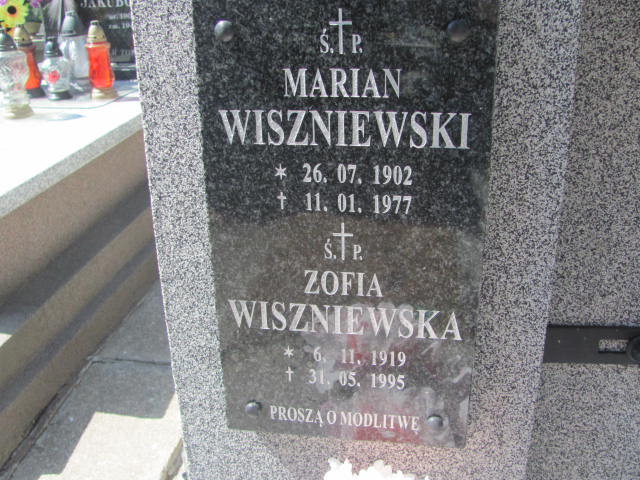 Ś. P.
MARIAN
WISZNIEWSKI
* 26. 07. 1902
† 11. 01. 1977
Ś. P.
ZOFIA
WISZNIEWSKA
* 6. 11. 1919
† 31. 05. 1995
PROSZĄ O MODLITWĘ